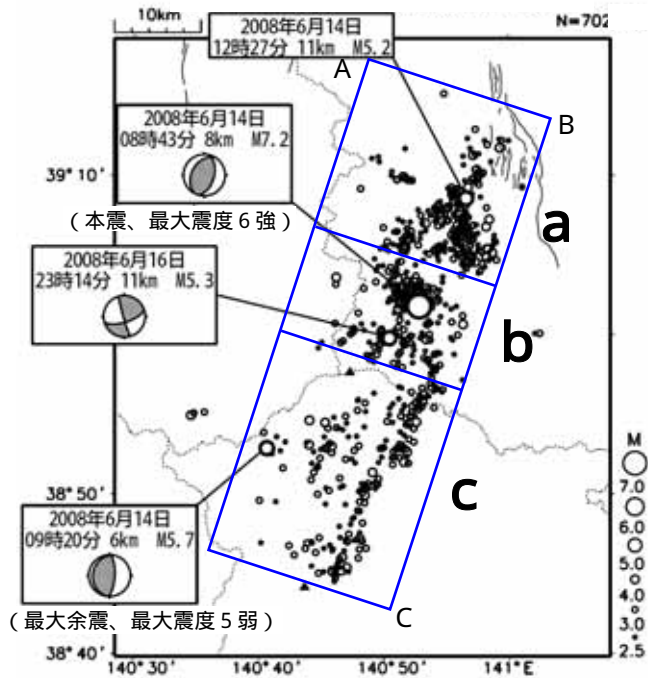 10km
N=702
2008年6月14日
12時27分 11km M5.2
A
B
2008年6月14日
08時43分 8km M7.2
39°10'
(本震、最大震度6強)
a
2008年6月16日
23時14分 11km M5.3
b
c
M
7.0
6.0
5.0
4.0
3.0
2.5
38°50'
2008年6月14日
09時20分 6km M5.7
(最大余震、最大震度5弱)
C
38°40'
140°30'
140°40'
140°50'
141°E